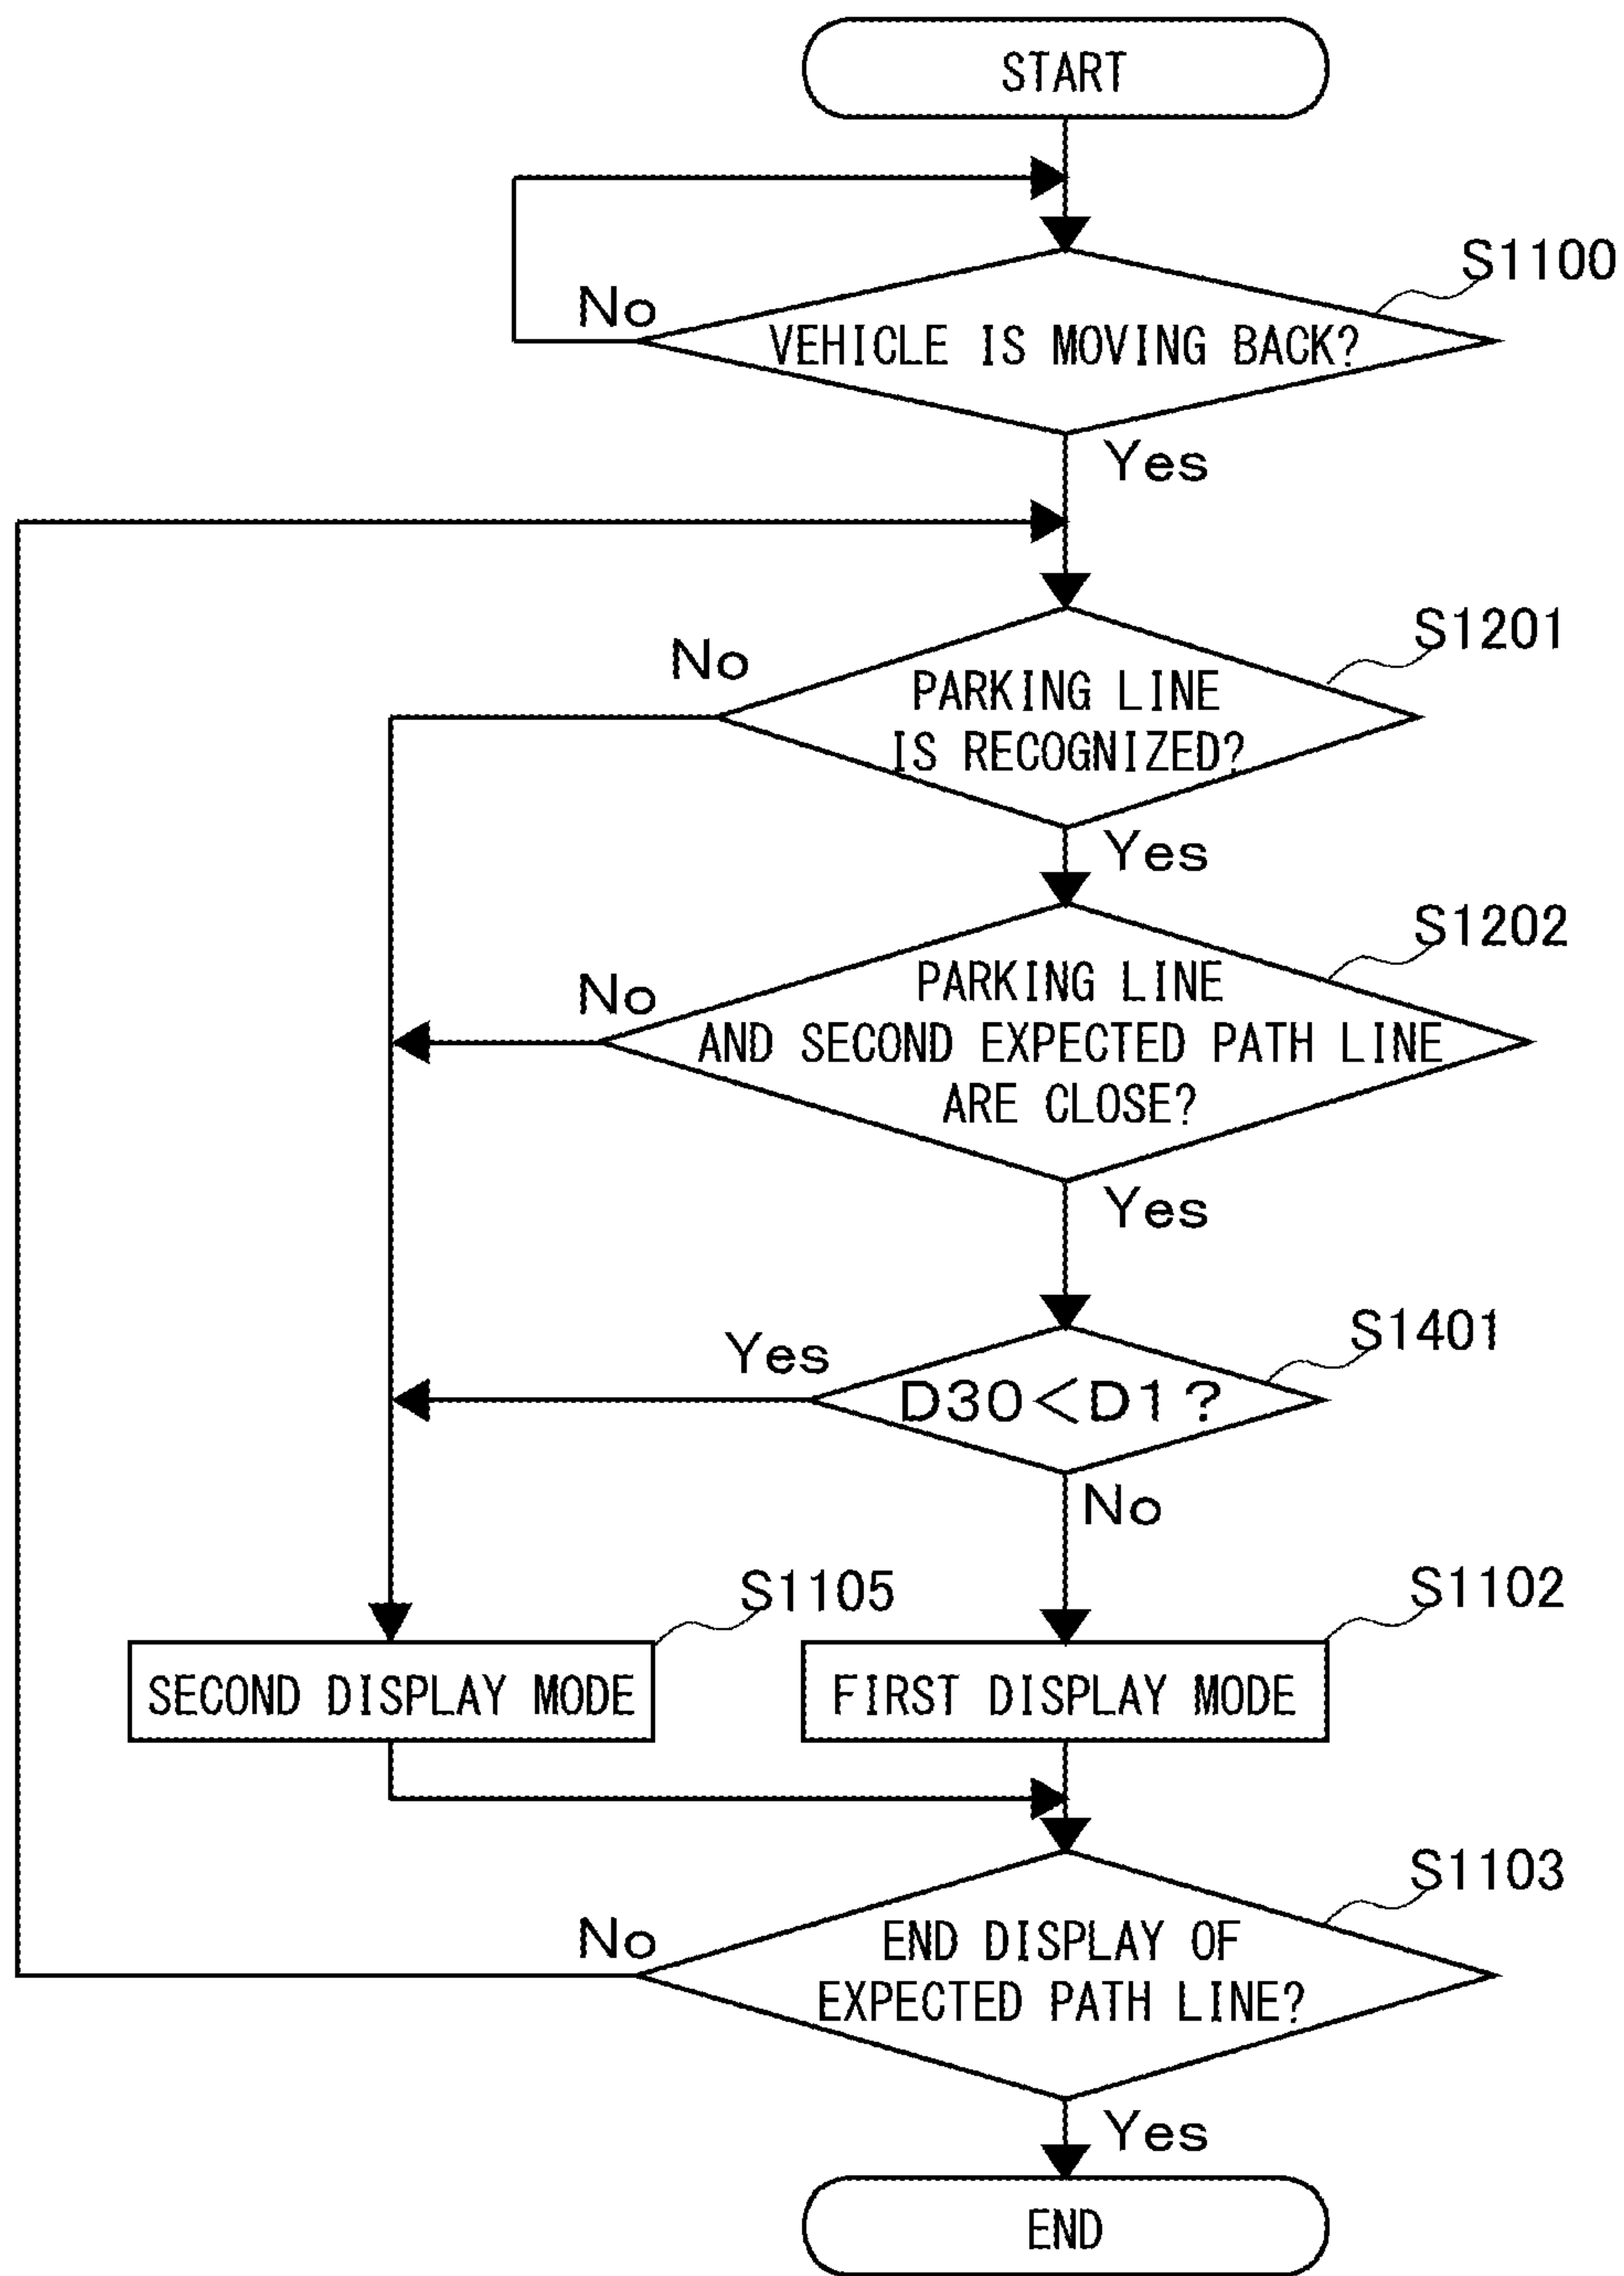 START
S1100
No
VEHICLE IS MOVING BACK?
Yes
S1201
No
PARKING LINE
IS RECOGNIZED?
Yes
S1202
PARKING LINE
No
AND SECOND EXPECTED PATH LINE
ARE CLOSE?
Yes
S1401
Yes
D30<D1?
No
S1105
S1102
SECOND DISPLAY MODE
FIRST DISPLAY MODE
S1103
No
END DISPLAY OF
EXPECTED PATH LINE?
Yes
END